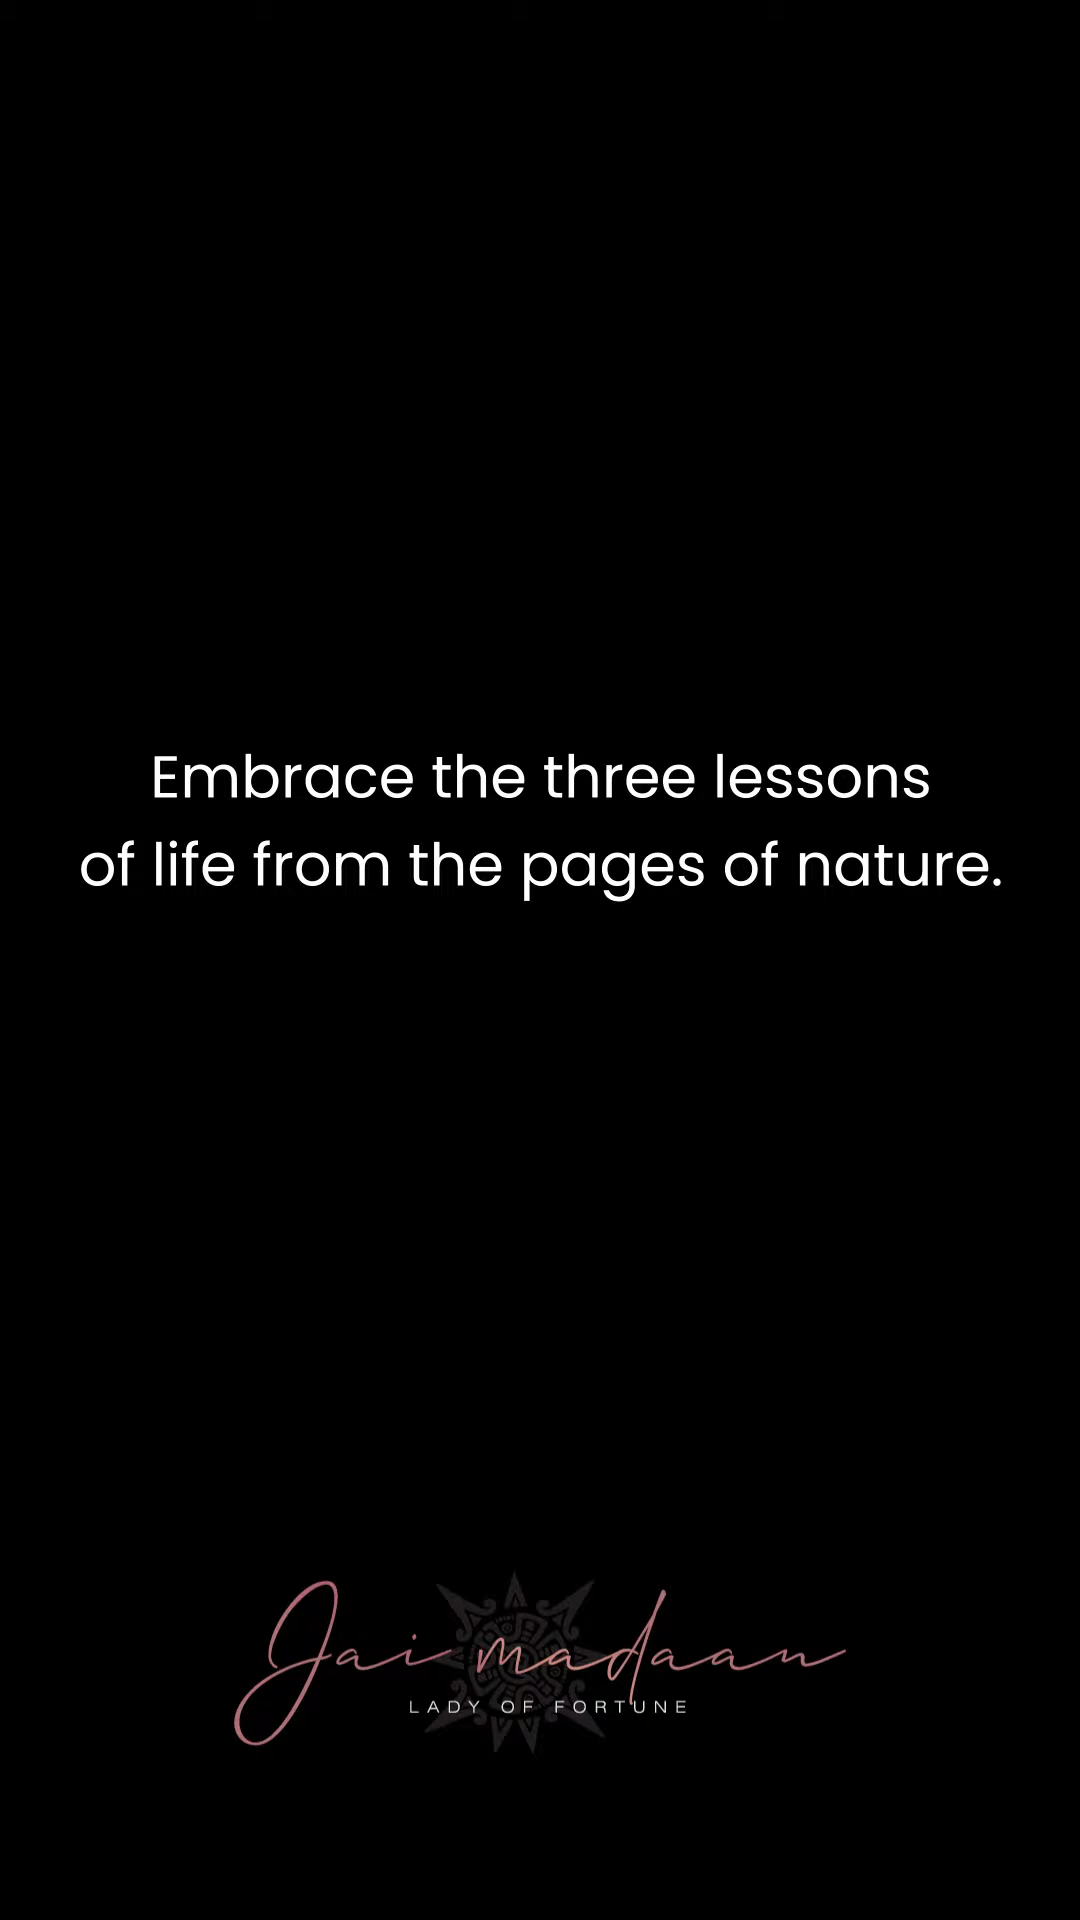 Embrace the three lessons
of life from the pages of nature.
Jai madaan
LADY OF FORTUNE